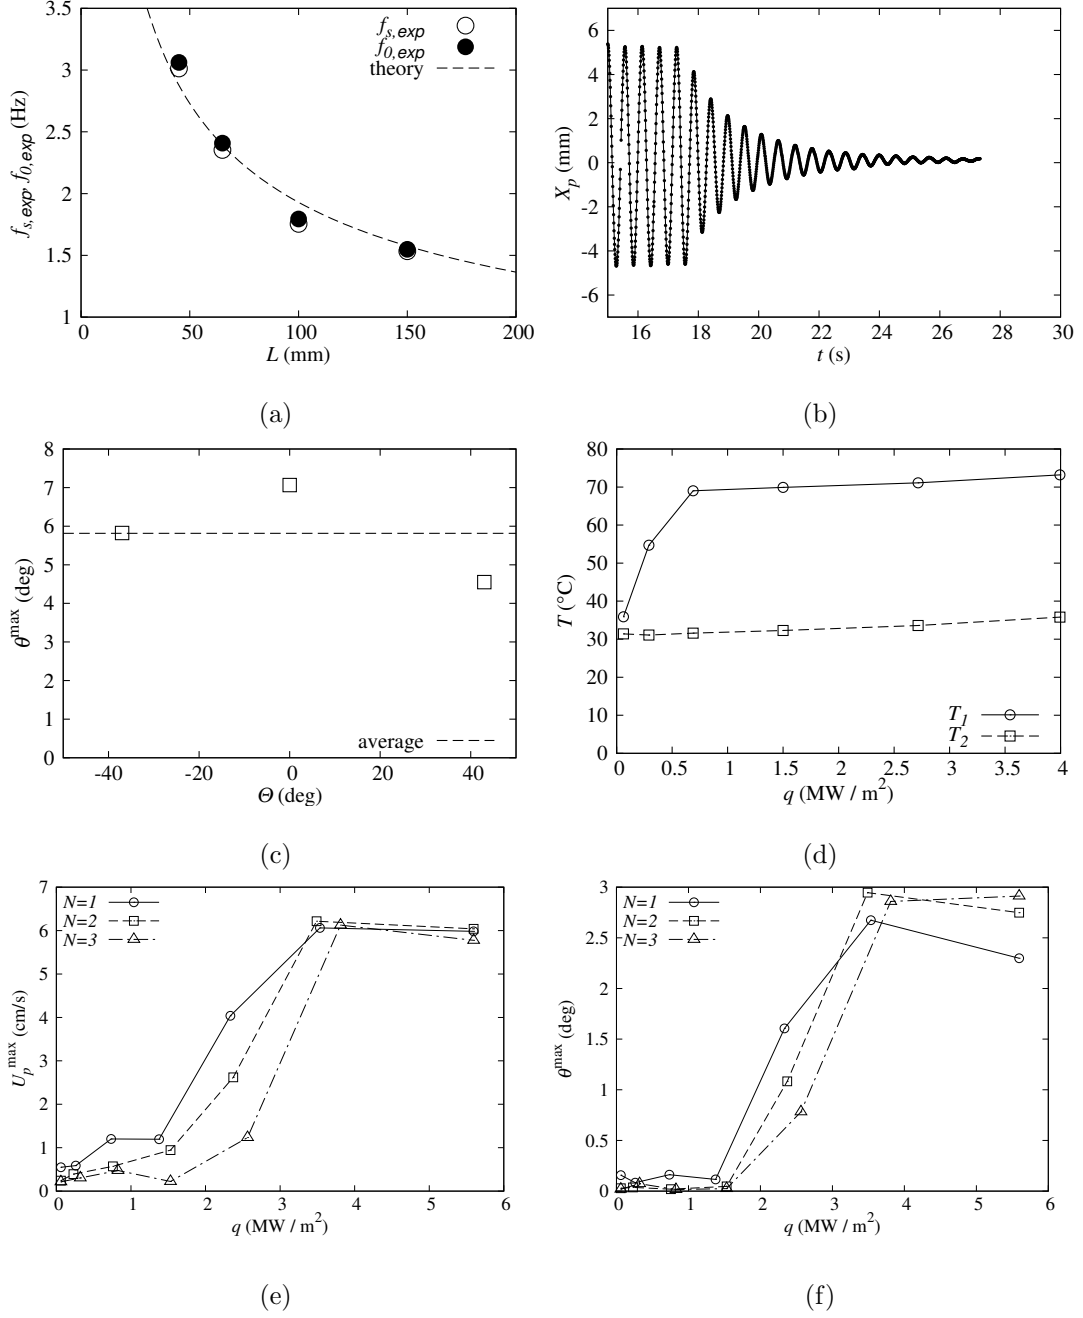 3.5
3
2.5
2
1.5
1
0
50
100
150
200
f_s,exp, f_0,exp (Hz)
L (mm)
f_s,exp
f_0,exp
theory
(a)
6
4
2
0
-2
-4
-6
16
18
20
22
24
26
28
30
X_p (mm)
t (s)
(b)
8
7
6
5
4
3
2
1
0
-40
-20
0
20
40
θ^max (deg)
Θ (deg)
average
(c)
80
70
60
50
40
30
20
10
0
0
0.5
1
1.5
2
2.5
3
3.5
4
T (°C)
q (MW / m²)
T_1
T_2
(d)
7
6
5
4
3
2
1
0
0
1
2
3
4
5
6
U_p^max (cm/s)
q (MW / m²)
N=1
N=2
N=3
(e)
3
2.5
2
1.5
1
0.5
0
0
1
2
3
4
5
6
θ^max (deg)
q (MW / m²)
N=1
N=2
N=3
(f)